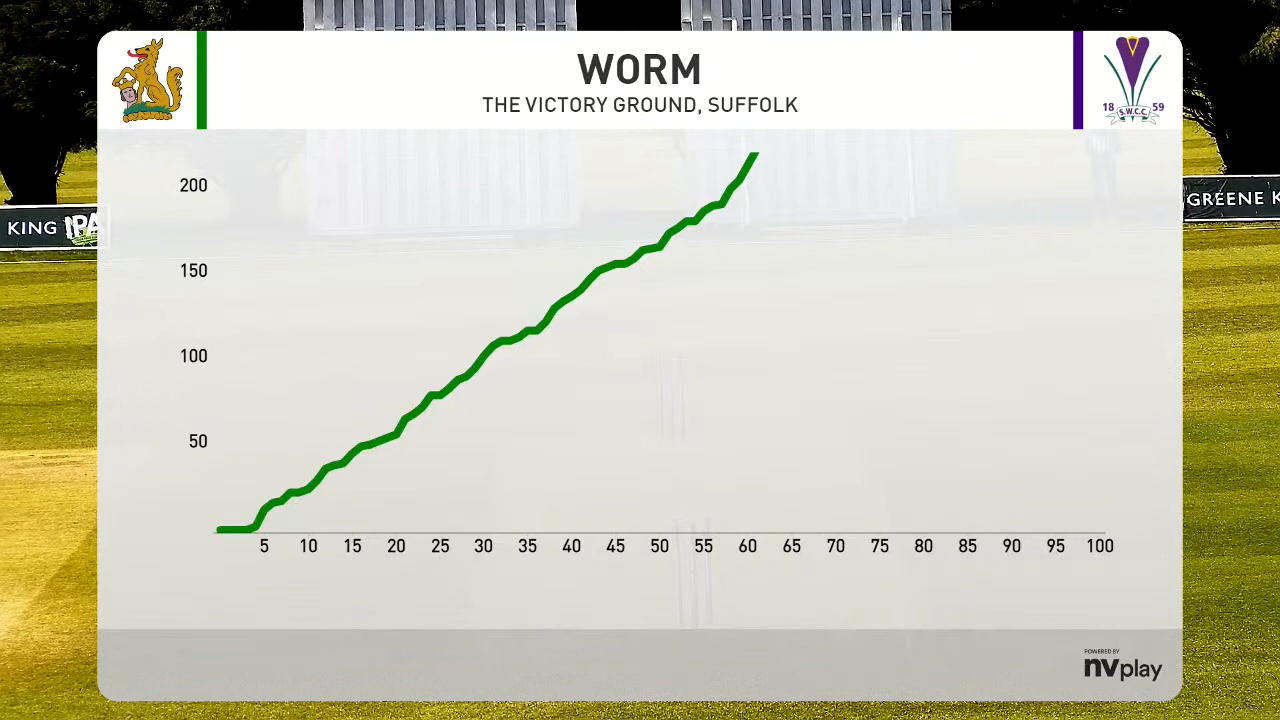 WORM
THE VICTORY GROUND, SUFFOLK
18 59
S.W.C.C.
200
150
100
50
KING IPA
GREENE K
5 10 15 20 25 30 35 40 45 50 55 60 65 70 75 80 85 90 95 100
POWERED BY
nvplay